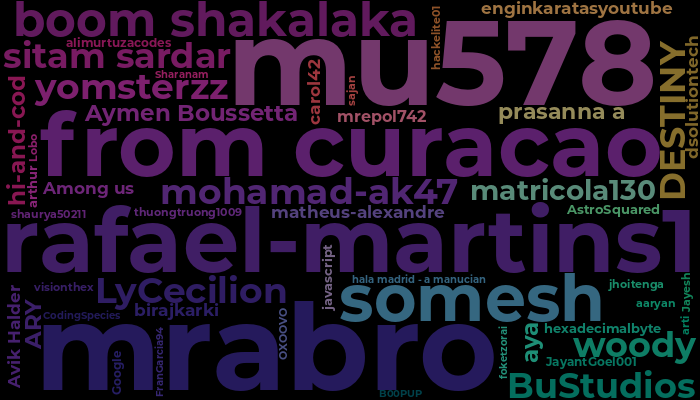 boom shakalaka
enginkaratasyoutube
hackelite01
mu578
alimurtuzacodes
sitam sardar
Sharanam
yomsterzz
carol42
sajan
DESTINY
dsolutiontech
hi-and-cod
Aymen Boussetta
mrepol742
prasanna a
from curacao
arthur Lobo
Among us
mohamad-ak47
matricola130
shaurya50211
thuongtruong1009
matheus-alexandre
AstroSquared
rafael-martins1
javascript
hala madrid - a manucian
visionthex
LyCecilion
somesh
jhoitenga
aaryan
arti Jayesh
Avik Halder
ARY
CodingSpecies
birajkarki
oxoovo
mrabro
foketzorai
aya
hexadecimalbyte
woody
Google
FranGarcia94
JayantGoel001
BuStudios
B00PUP